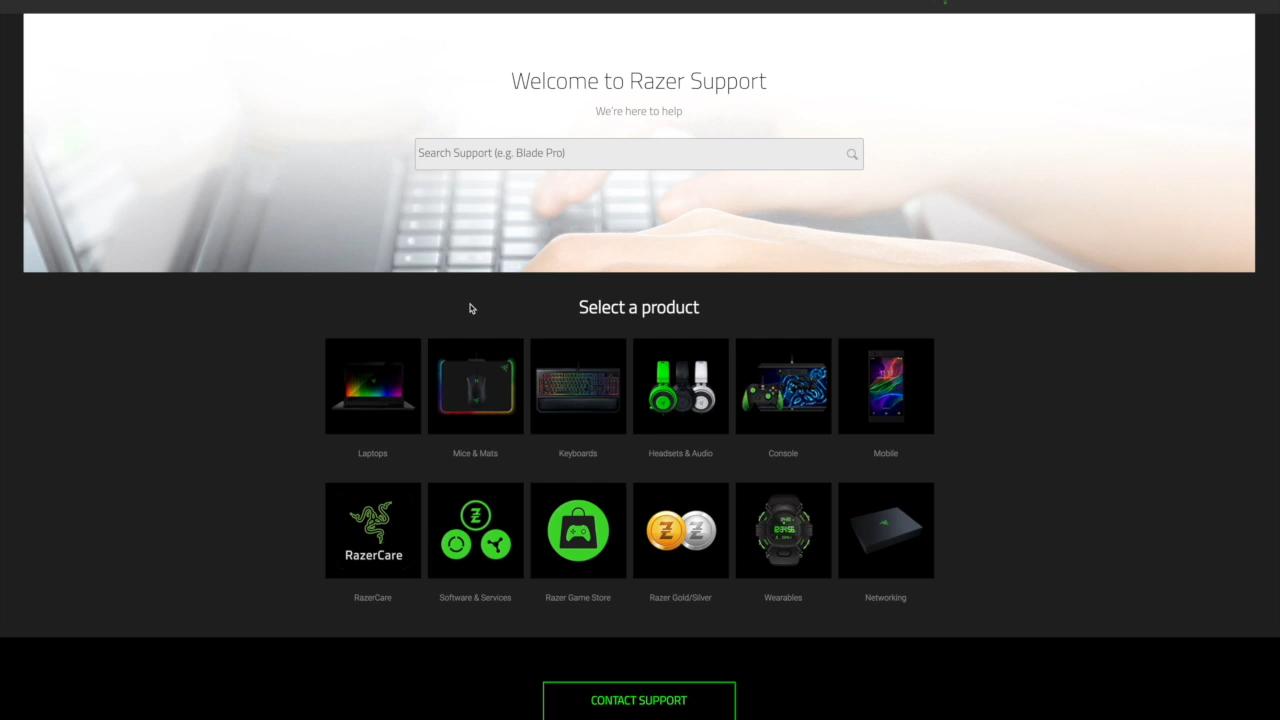 Welcome to Razer Support
We're here to help
Search Support (e.g. Blade Pro)
Select a product
Laptops
Mice & Mats
Keyboards
Headsets & Audio
Console
Mobile
RazerCare
RazerCare
Software & Services
Razer Game Store
Razer Gold/Silver
Wearables
Networking
CONTACT SUPPORT